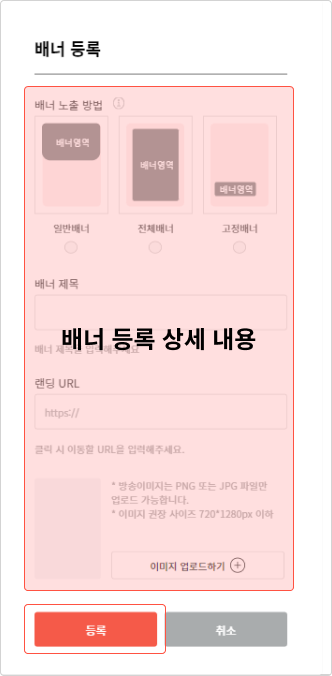 배너 등록
배너 노출 방법 ⓘ
배너영역
배너영역
배너영역
일반배너
전체배너
고정배너
배너 제목
배너 등록 상세 내용
배너 제목을 입력해주세요
랜딩 URL
https://
클릭 시 이동할 URL을 입력해주세요.
* 방송이미지는 PNG 또는 JPG 파일만
업로드 가능합니다.
* 이미지 권장 사이즈 720*1280px 이하
이미지 업로드하기
등록
취소